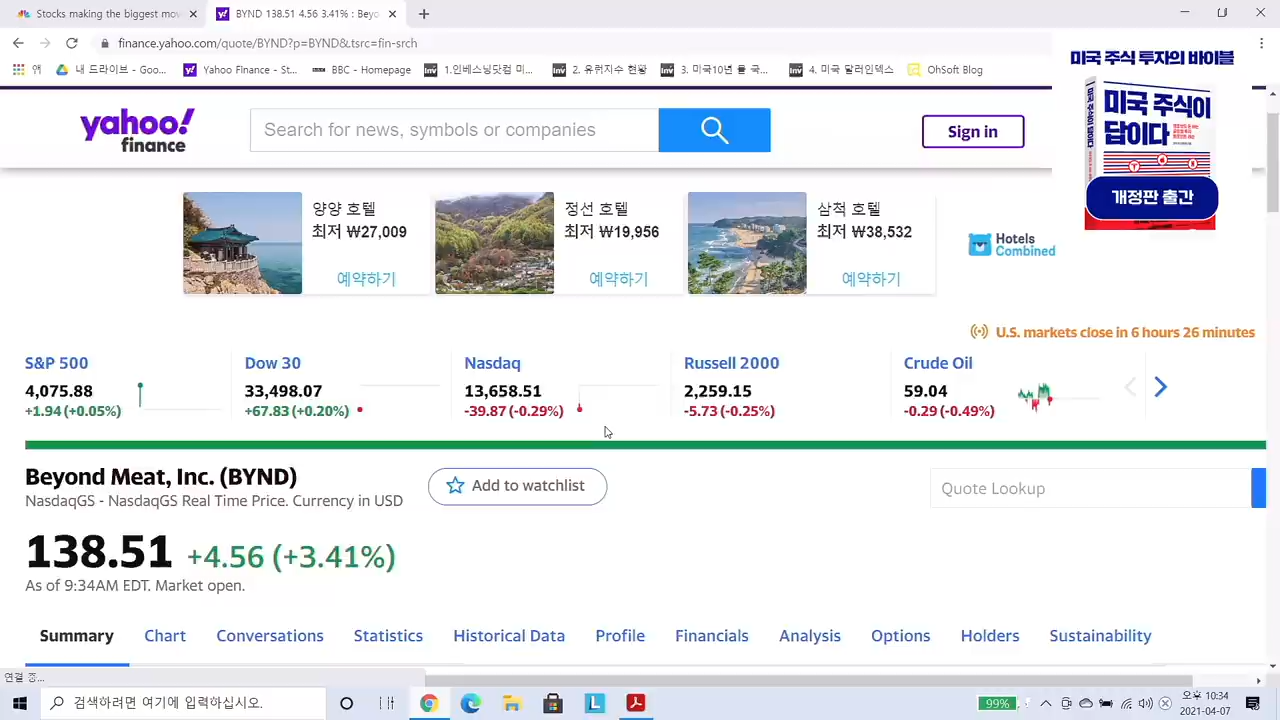 Stocks making the biggest mov
BYND 138.51 4.56 3.41% : Beyo
finance.yahoo.com/quote/BYND?p=BYND&.tsrc=fin-srch
앱
내 드라이브 - Goo...
Yahoo Finance - St...
BBC - Homepage
1.인베스팅닷컴 미...
2. 유퀴지수 현황
3. 미국10년 물 국...
4. 미국 달러인덱스
OhSoft Blog
미국 주식 투자의 바이블
미국 주식이
답이다
개정판 출간
yahoo!
finance
Search for news, symbols or companies
Sign in
양양 호텔
최저 ₩27,009
예약하기
정선 호텔
최저 ₩19,956
예약하기
삼척 호텔
최저 ₩38,532
예약하기
Hotels
Combined
U.S. markets close in 6 hours 26 minutes
S&P 500
4,075.88
+1.94 (+0.05%)
Dow 30
33,498.07
+67.83 (+0.20%)
Nasdaq
13,658.51
-39.87 (-0.29%)
Russell 2000
2,259.15
-5.73 (-0.25%)
Crude Oil
59.04
-0.29 (-0.49%)
Beyond Meat, Inc. (BYND)
NasdaqGS - NasdaqGS Real Time Price. Currency in USD
Add to watchlist
Quote Lookup
138.51 +4.56 (+3.41%)
As of 9:34AM EDT. Market open.
Summary Chart Conversations Statistics Historical Data Profile Financials Analysis Options Holders Sustainability
연결 중...
검색하려면 여기에 입력하십시오.
99%
오후 10:34
2021-04-07